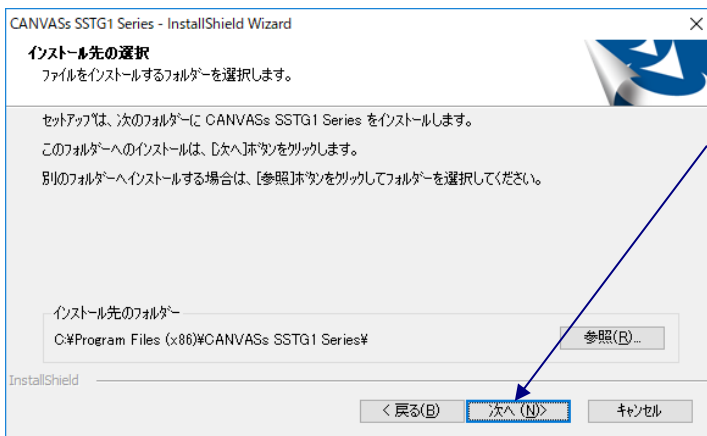 CANVASs SSTG1 Series - InstallShield Wizard
インストール先の選択
ファイルをインストールするフォルダーを選択します。
セットアップは、次のフォルダーに CANVASs SSTG1 Series をインストールします。
このフォルダーへのインストールは、[次へ]ボタンをクリックします。
別のフォルダーへインストールする場合は、[参照]ボタンをクリックしてフォルダーを選択してください。
インストール先のフォルダー
C:¥Program Files (x86)¥CANVASs SSTG1 Series¥
参照(R)...
InstallShield
< 戻る(B)
次へ (N)>
キャンセル